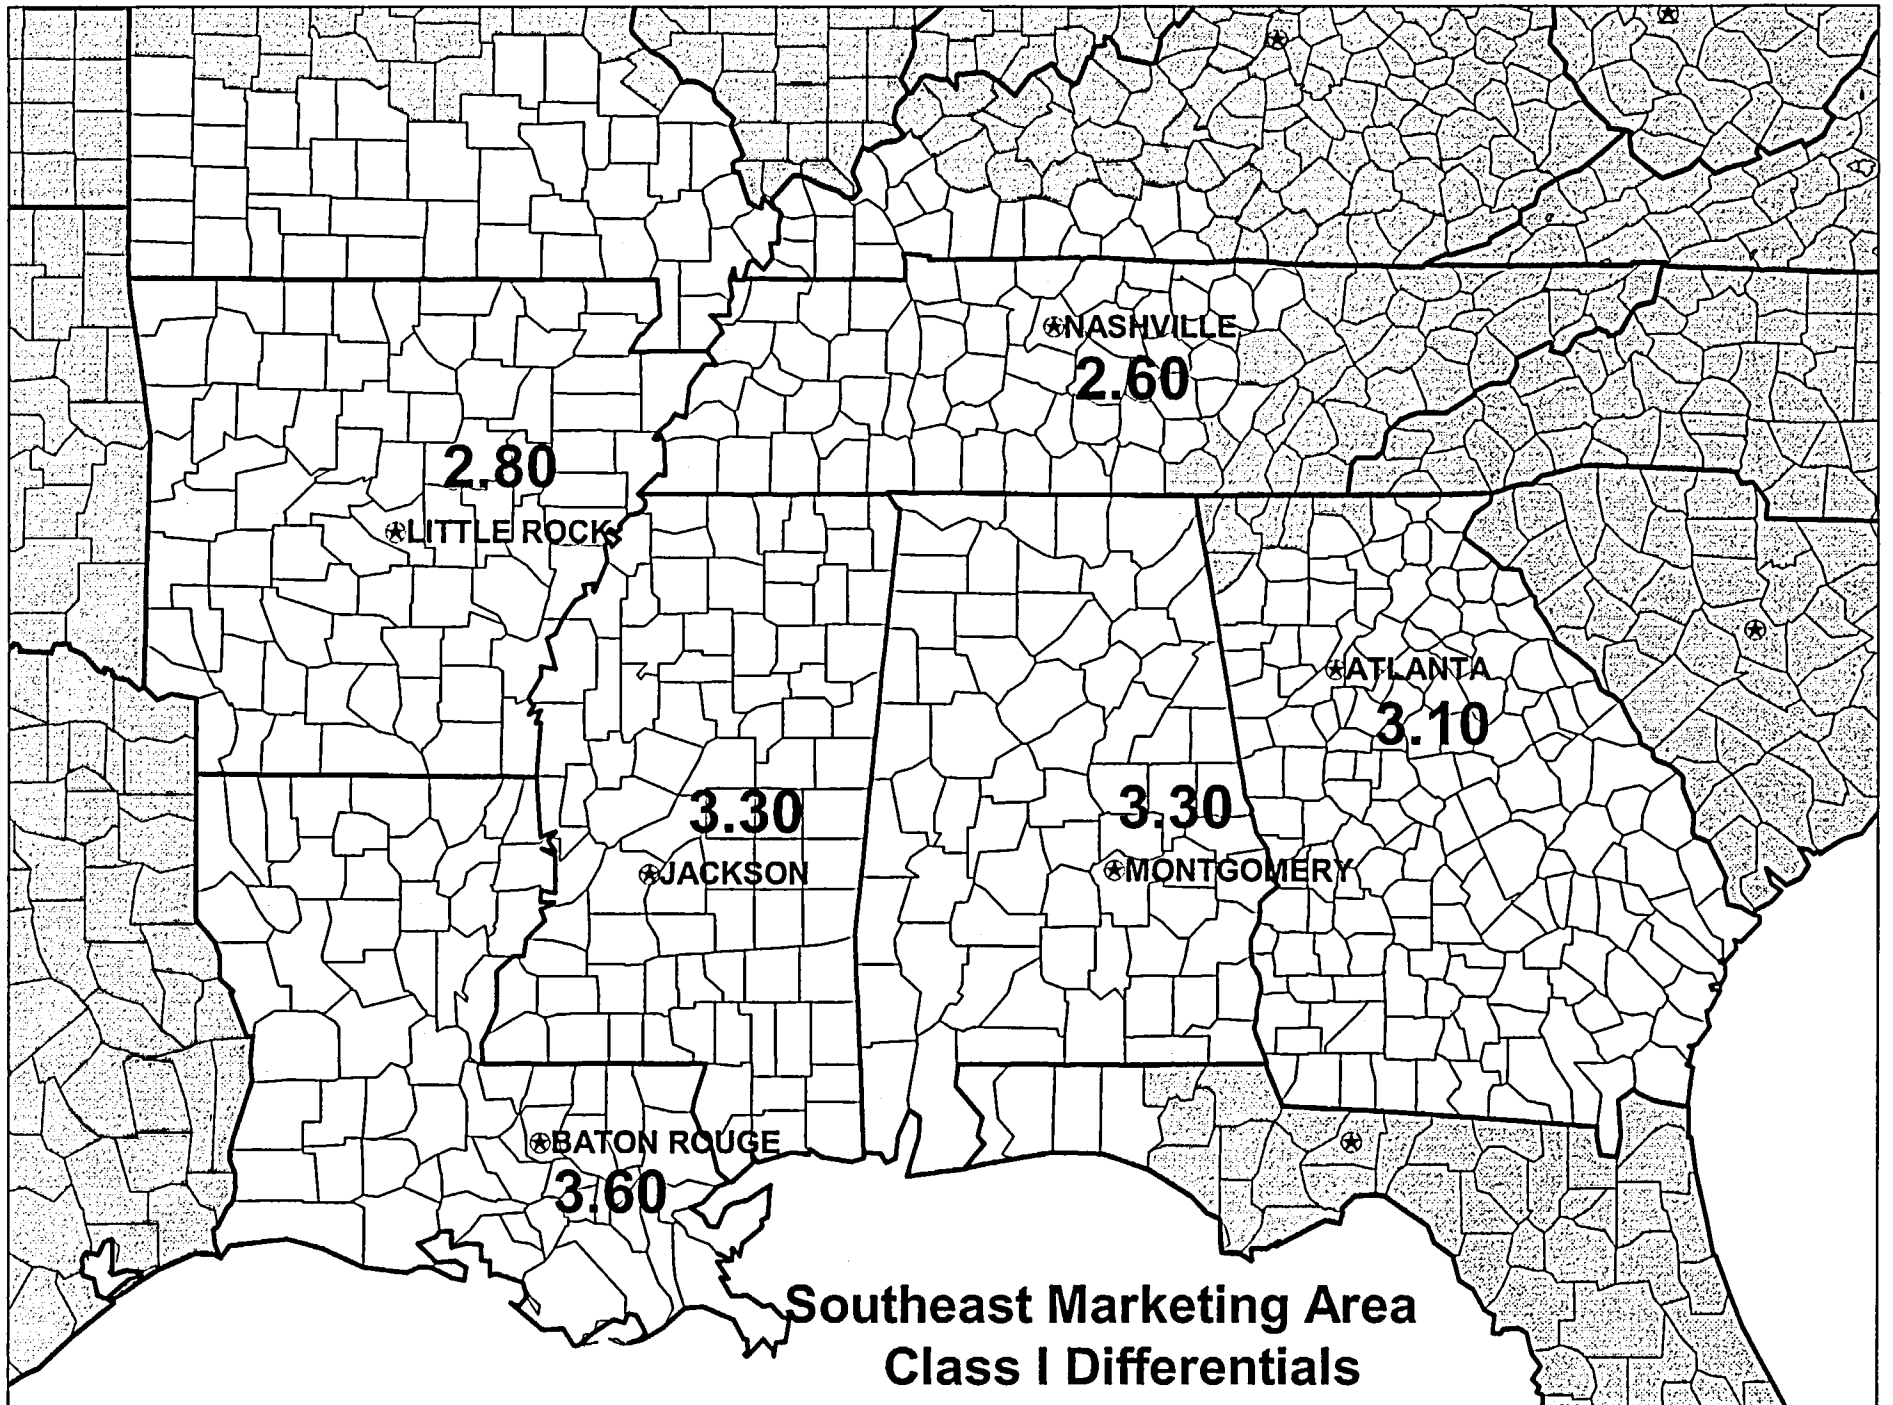 NASHVILLE
2.60
2.80
LITTLE ROCK
ATLANTA
3.10
3.30
JACKSON
3.30
MONTGOMERY
BATON ROUGE
3.60
Southeast Marketing Area
Class I Differentials